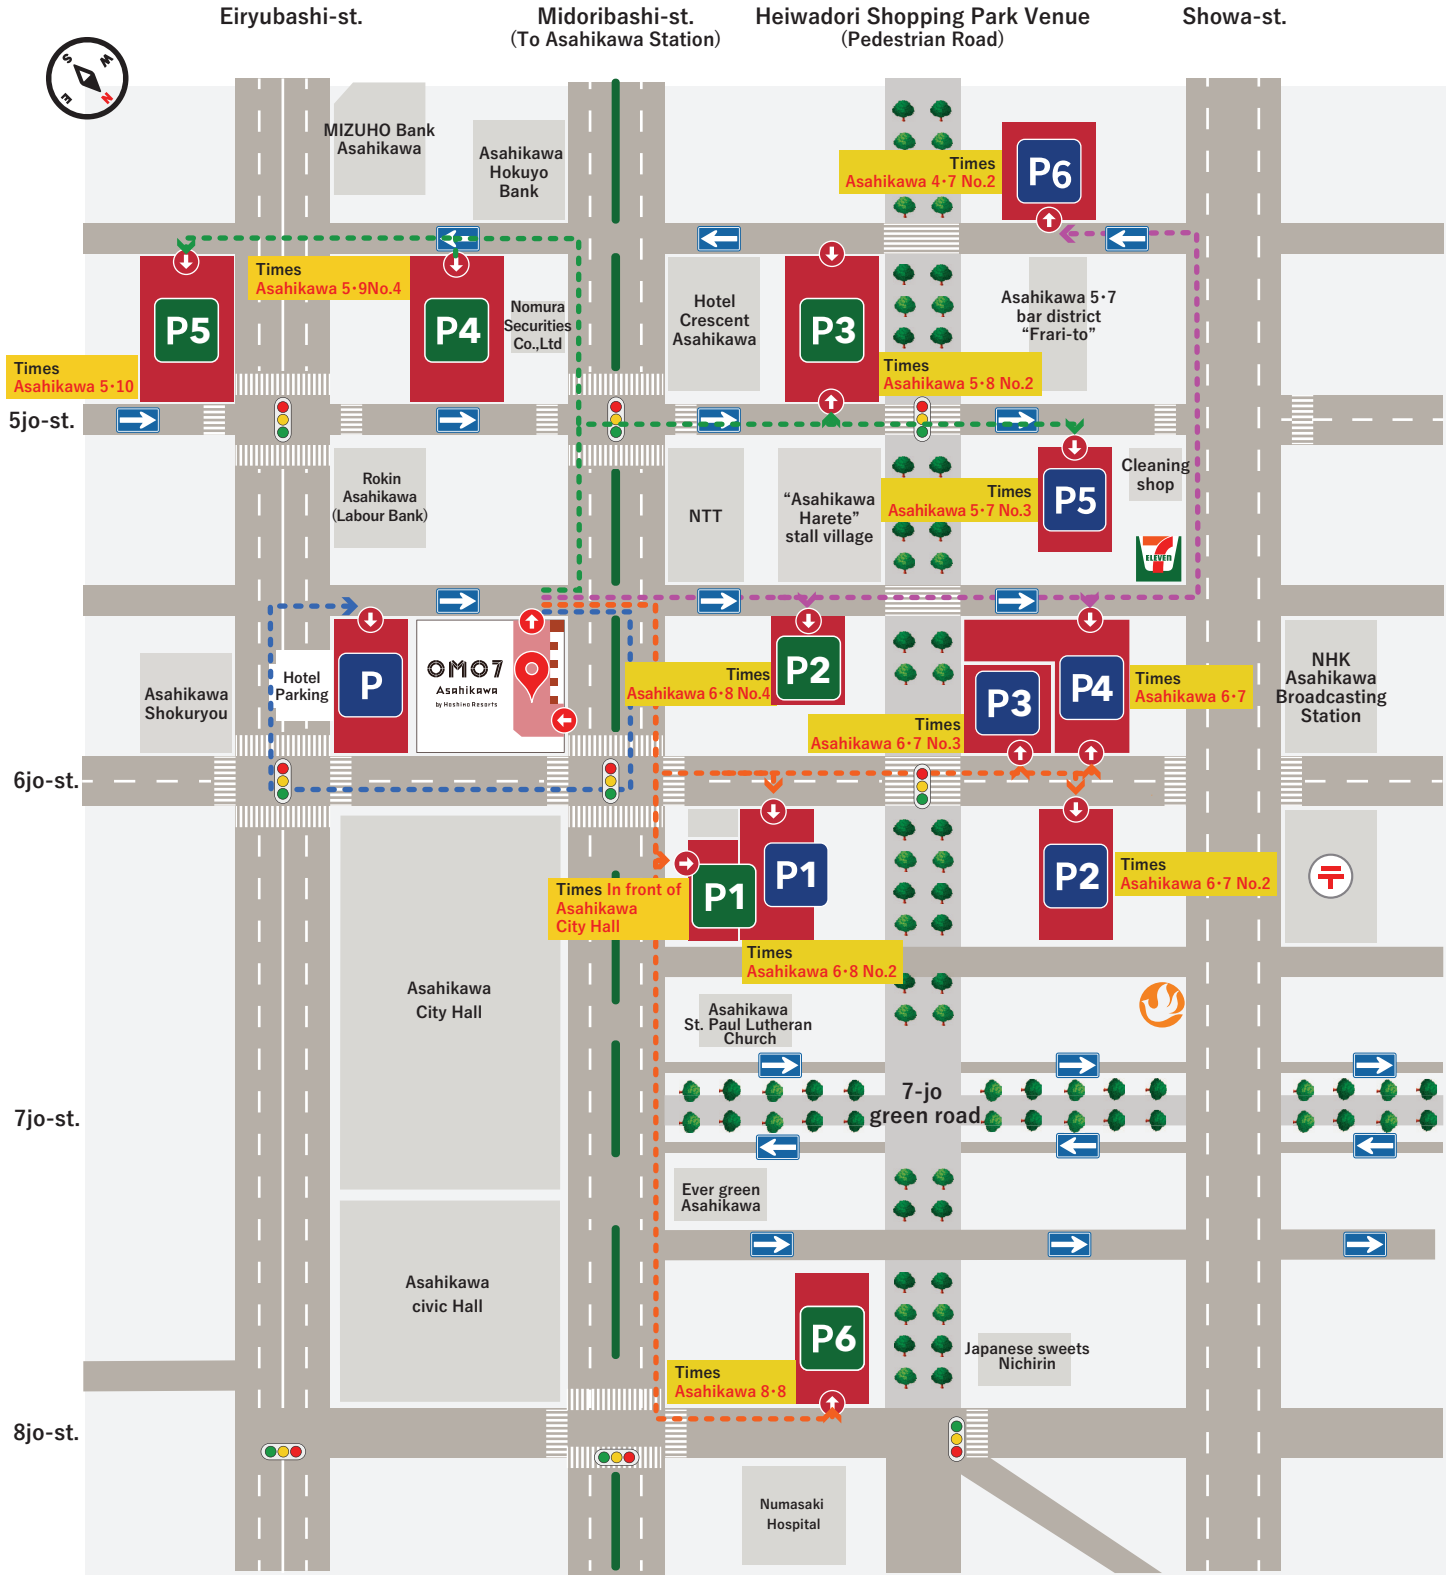 Eiryubashi-st.
Midoribashi-st.
(To Asahikawa Station)
Heiwadori Shopping Park Venue
(Pedestrian Road)
Showa-st.
S
W
E
N
MIZUHO Bank
Asahikawa
Asahikawa
Hokuyo
Bank
Times
Asahikawa 4・7 No.2
P6
P5
Times
Asahikawa 5・10
Times
Asahikawa 5・9No.4
P4
Nomura
Securities
Co.,Ltd
Hotel
Crescent
Asahikawa
P3
Times
Asahikawa 5・8 No.2
Asahikawa 5・7
bar district
“Frari-to”
5jo-st.
Rokin
Asahikawa
(Labour Bank)
NTT
“Asahikawa
Harete”
stall village
Times
Asahikawa 5・7 No.3
P5
Cleaning
shop
7
ELEVEN
Asahikawa
Shokuryou
Hotel
Parking
P
OMO7
Asahikawa
by Hoshino Resorts
Times
Asahikawa 6・8 No.4
P2
Times
Asahikawa 6・7 No.3
P3
P4
Times
Asahikawa 6・7
NHK
Asahikawa
Broadcasting
Station
6jo-st.
Times In front of
Asahikawa
City Hall
P1
P1
Times
Asahikawa 6・8 No.2
P2
Times
Asahikawa 6・7 No.2
〒
Asahikawa
City Hall
Asahikawa
St. Paul Lutheran
Church
7-jo
green road
7jo-st.
Ever green
Asahikawa
Asahikawa
civic Hall
P6
Times
Asahikawa 8・8
Japanese sweets
Nichirin
8jo-st.
Numasaki
Hospital